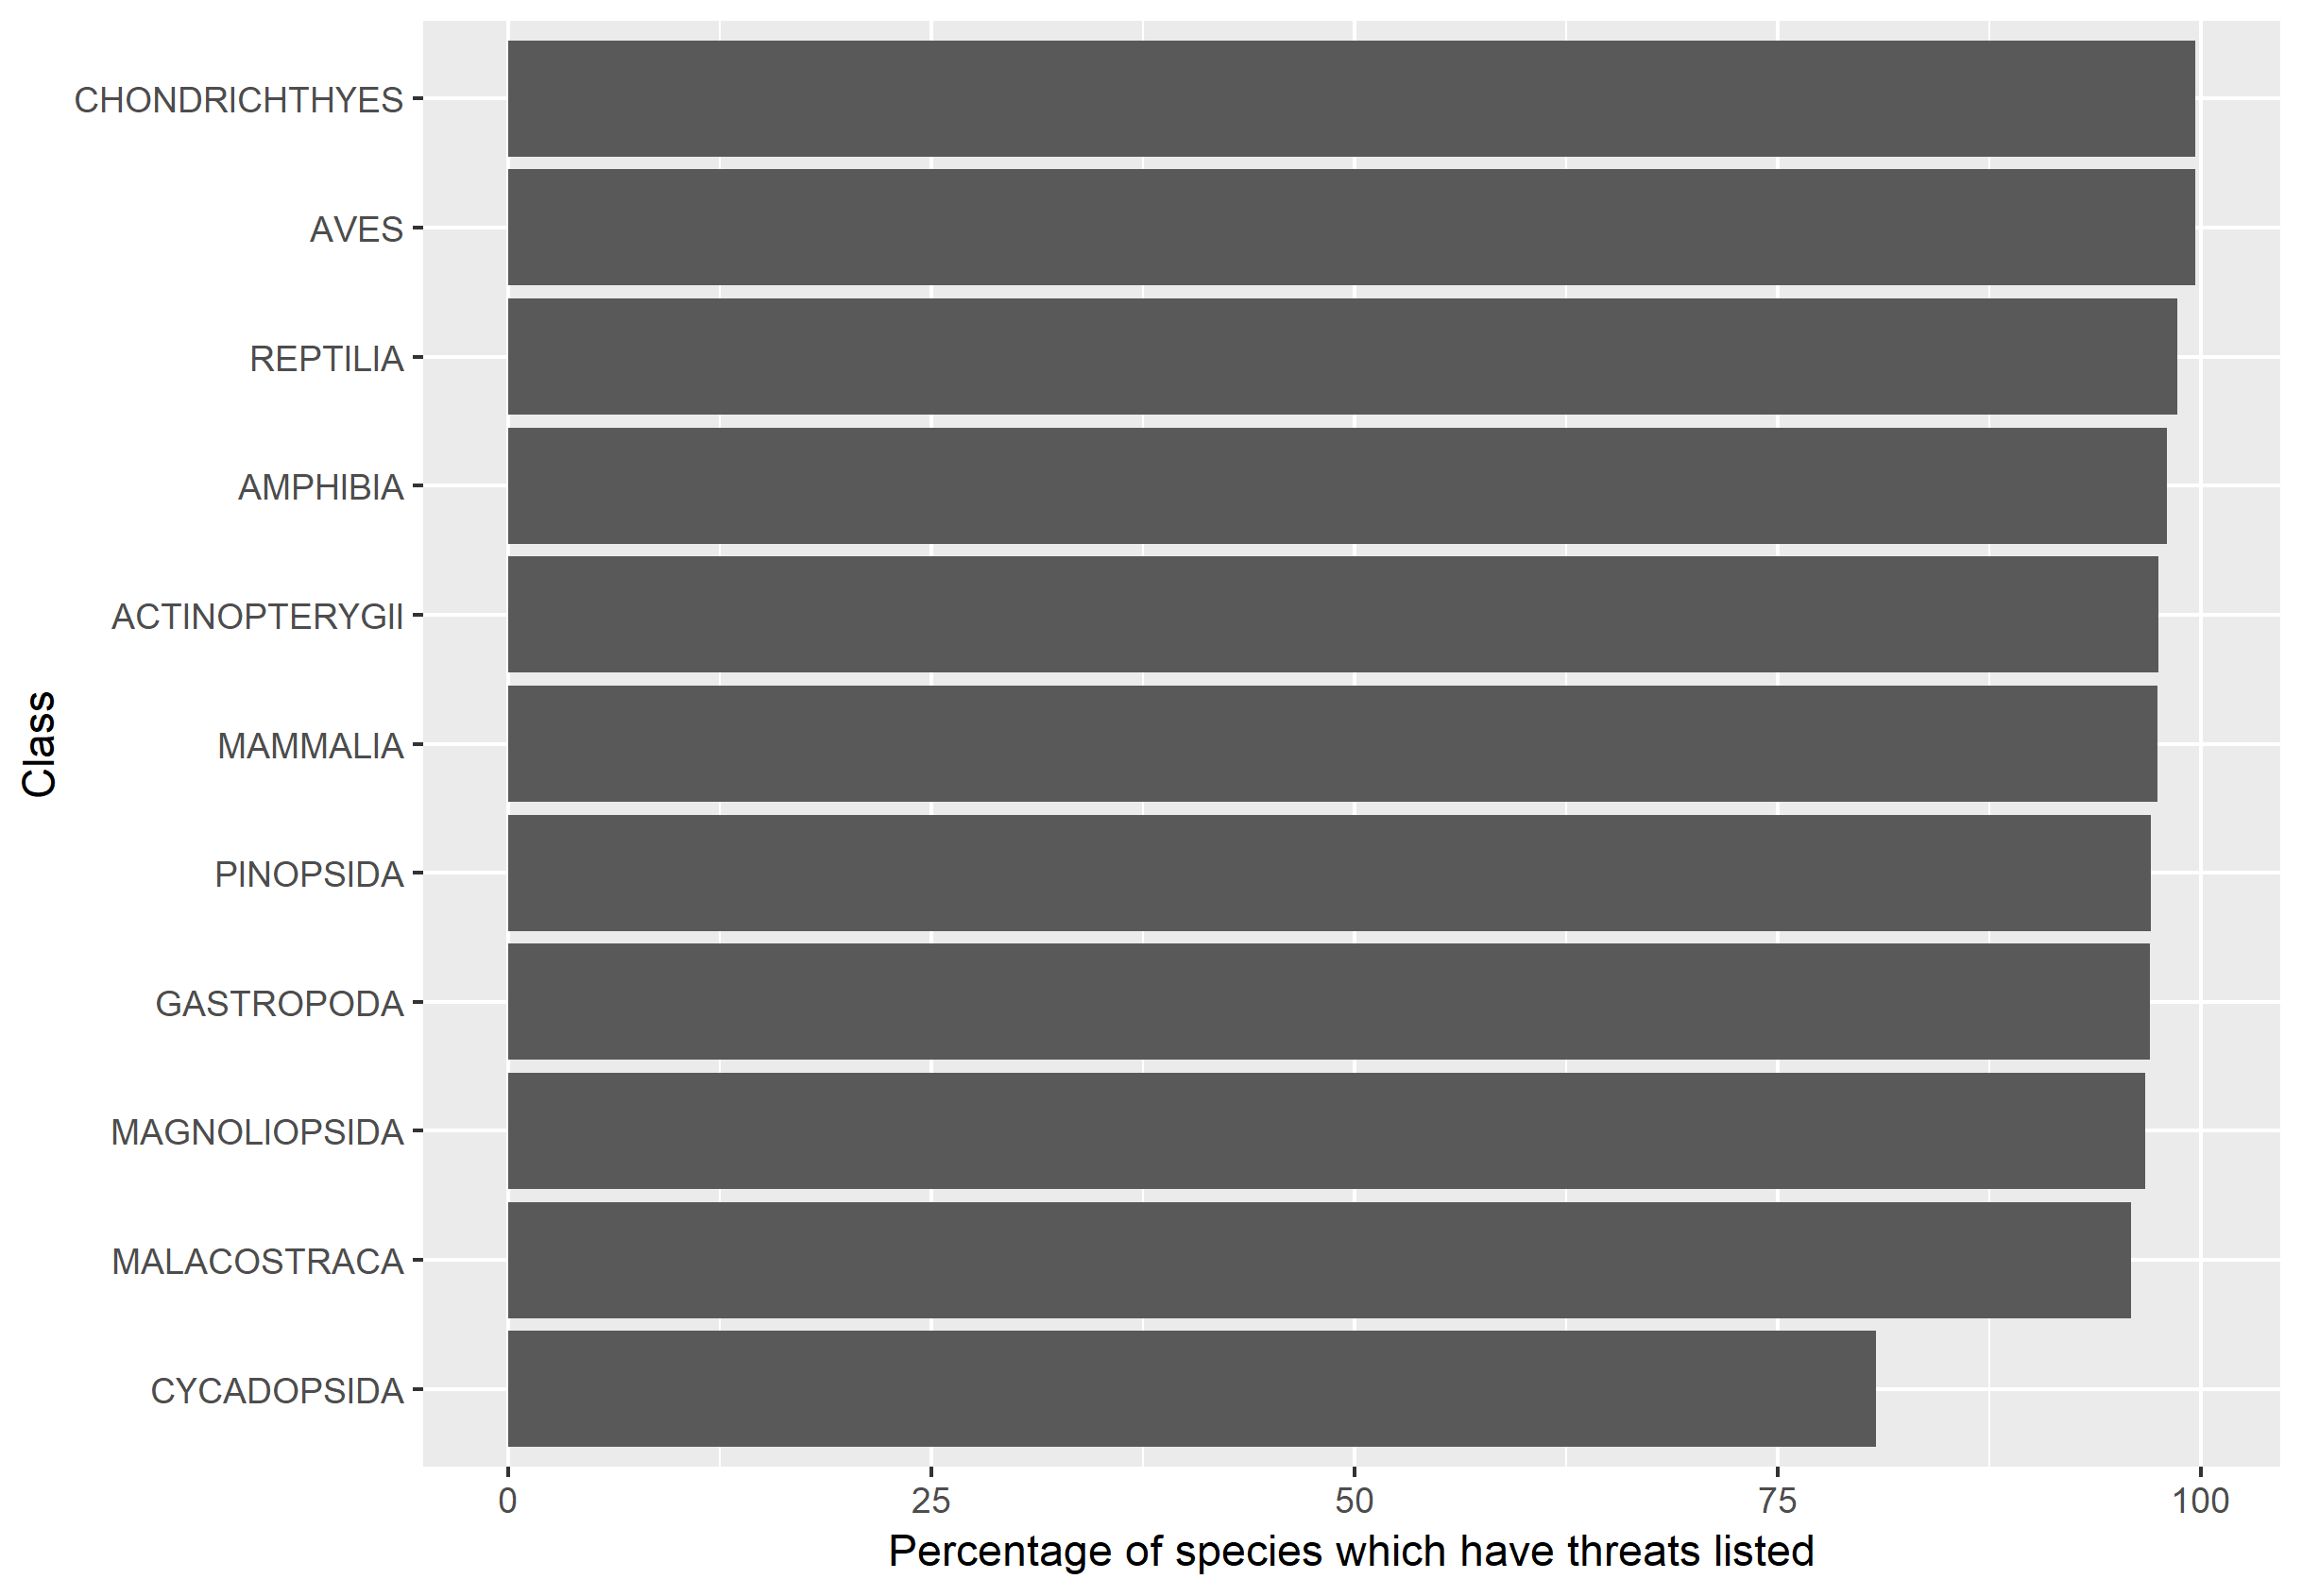 CHONDRICHTHYES
AVES
REPTILIA
AMPHIBIA
ACTINOPTERYGII
MAMMALIA
PINOPSIDA
GASTROPODA
MAGNOLIOPSIDA
MALACOSTRACA
CYCADOPSIDA
Class
0 25 50 75 100
Percentage of species which have threats listed